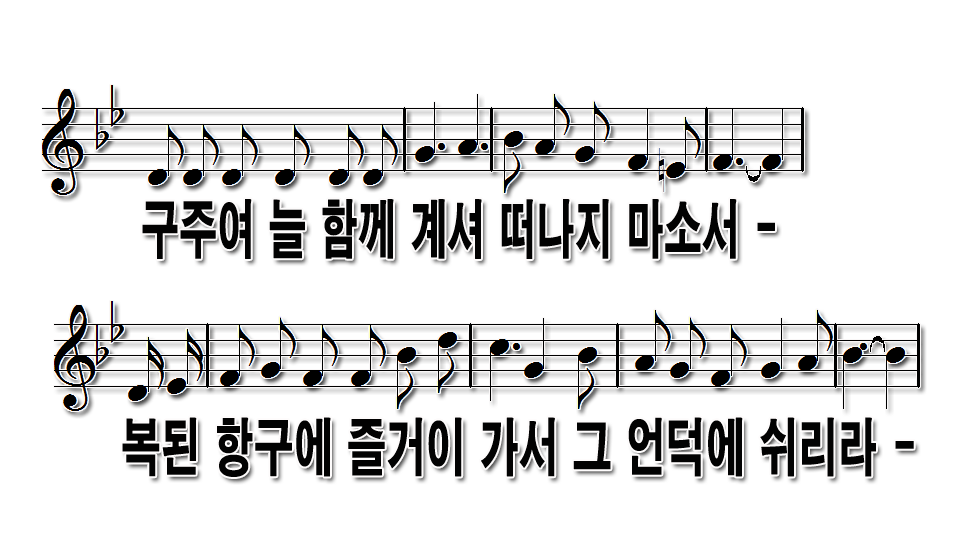 구주여 늘 함께 계셔 떠나지 마소서 -
복된 항구에 즐거이 가서 그 언덕에 쉬리라 -